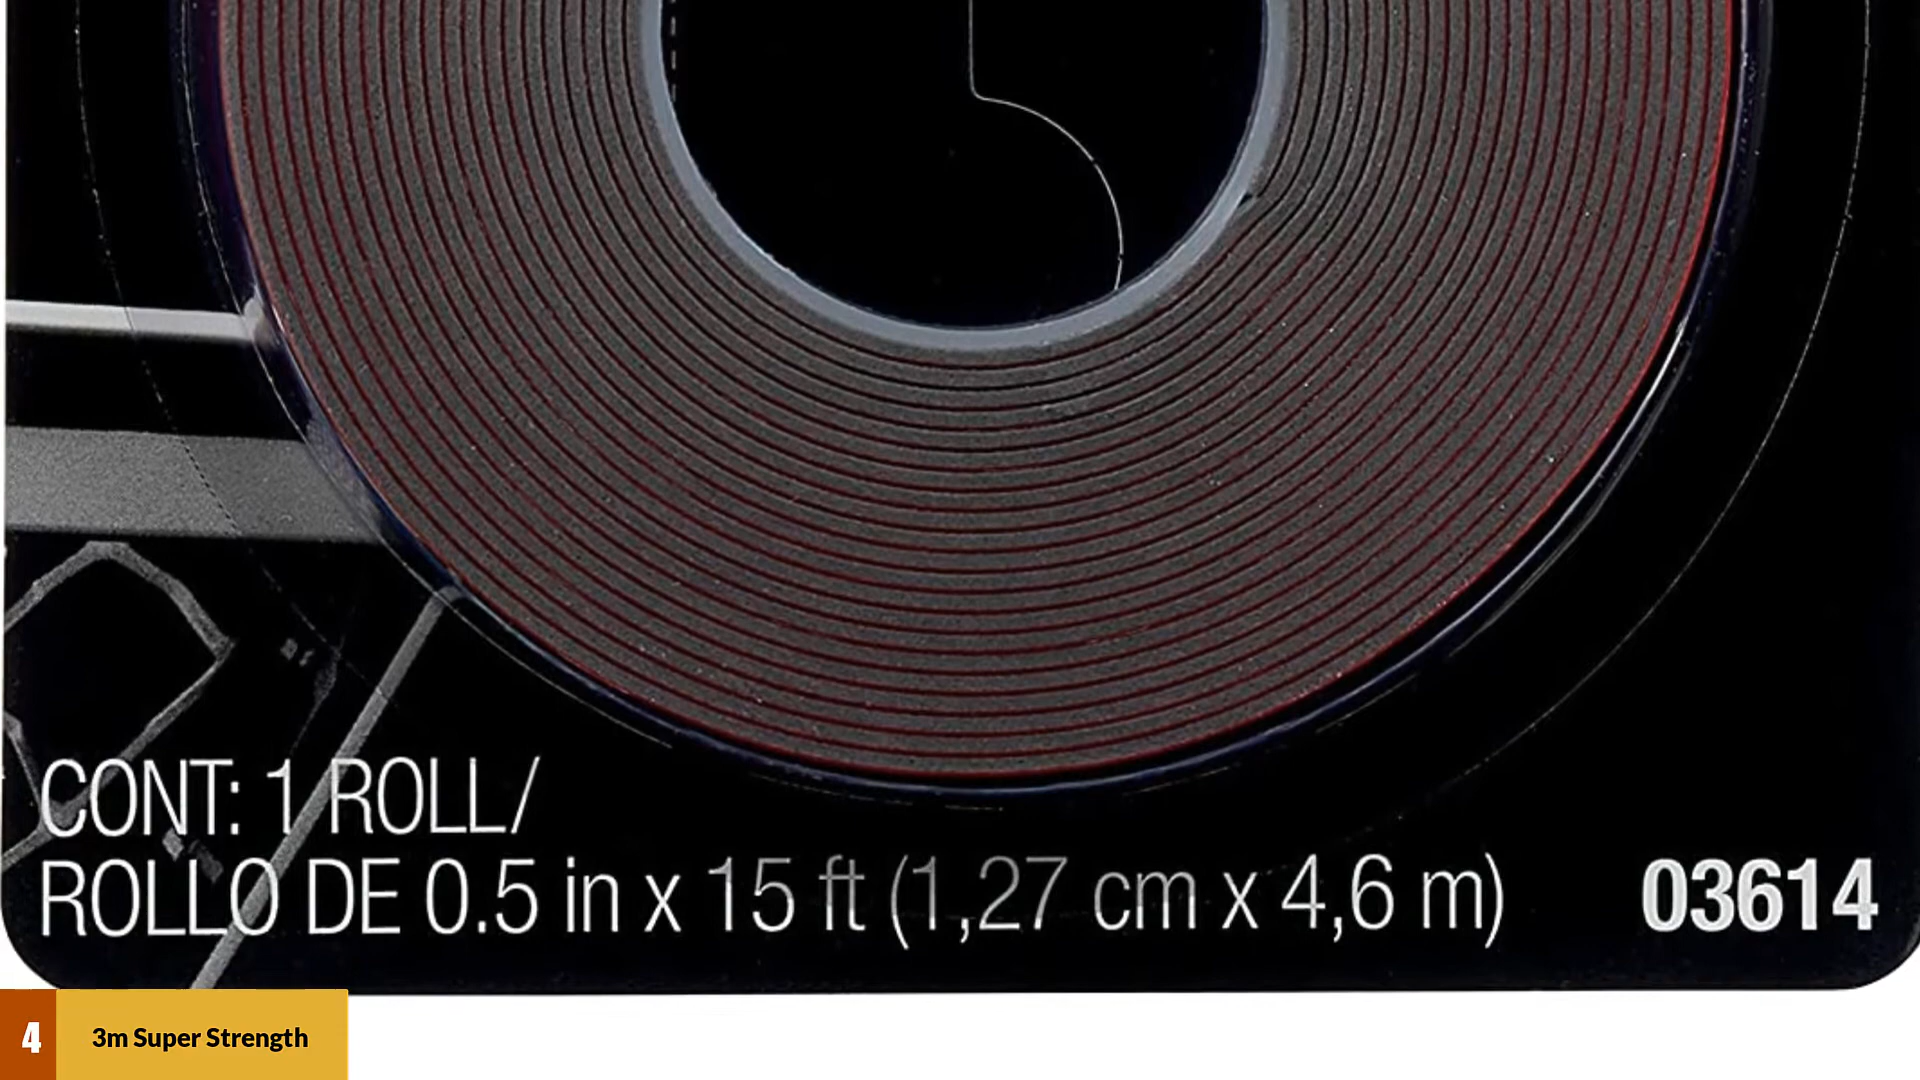 CONT: 1 ROLL/
ROLLO DE 0.5 in x 15 ft (1,27 cm x 4,6 m)
03614
4
3m Super Strength